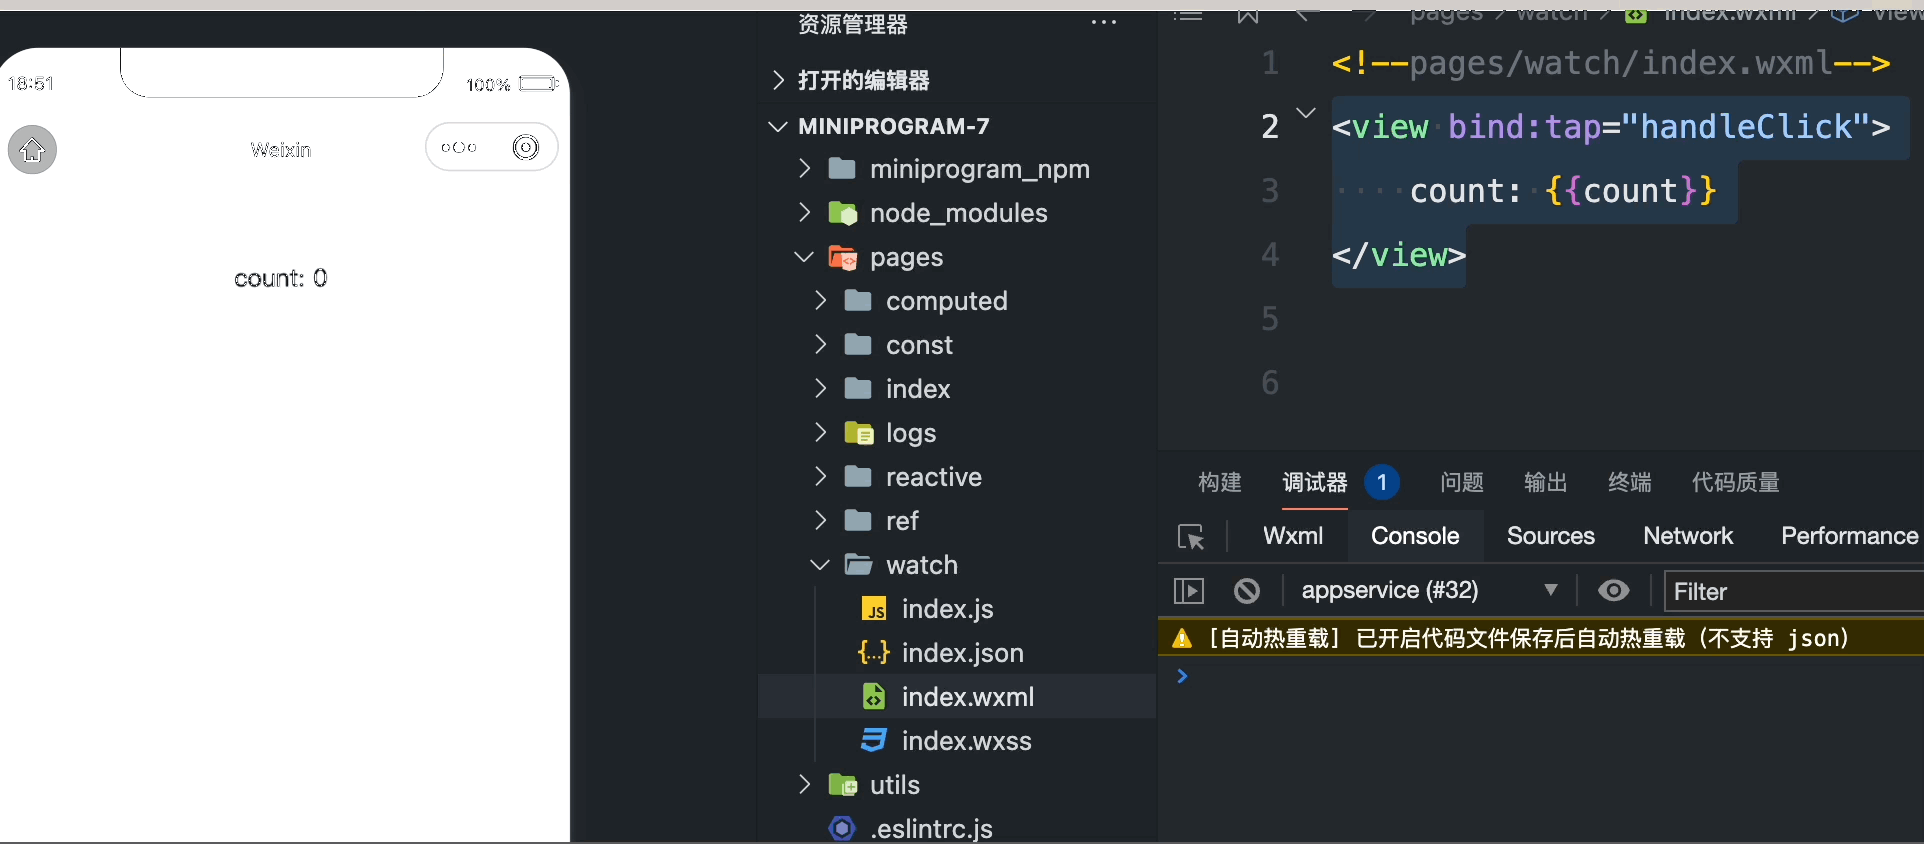 18:51
100%
Weixin
count: 0
资源管理器
打开的编辑器
MINIPROGRAM-7
miniprogram_npm
node_modules
pages
computed
const
index
logs
reactive
ref
watch
index.js
index.json
index.wxml
index.wxss
utils
.eslintrc.js
pages > watch > index.wxml > view
1 <!--pages/watch/index.wxml-->
2 <view bind:tap="handleClick">
3 count: {{count}}
4 </view>
5
6
构建 调试器 1 问题 输出 终端 代码质量
Wxml Console Sources Network Performance
appservice (#32) Filter
[自动热重载] 已开启代码文件保存后自动热重载（不支持 json）